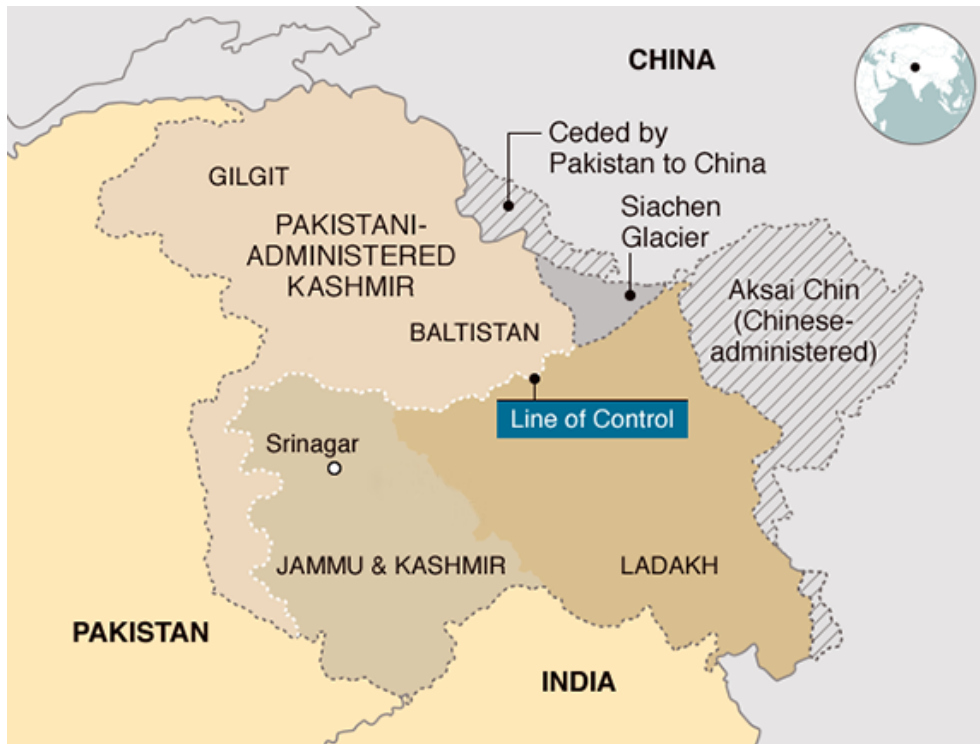 CHINA
Ceded by
Pakistan to China
Siachen
Glacier
GILGIT
PAKISTANI-
ADMINISTERED
KASHMIR
Aksai Chin
(Chinese-
administered)
BALTISTAN
Line of Control
Srinagar
JAMMU & KASHMIR
LADAKH
PAKISTAN
INDIA